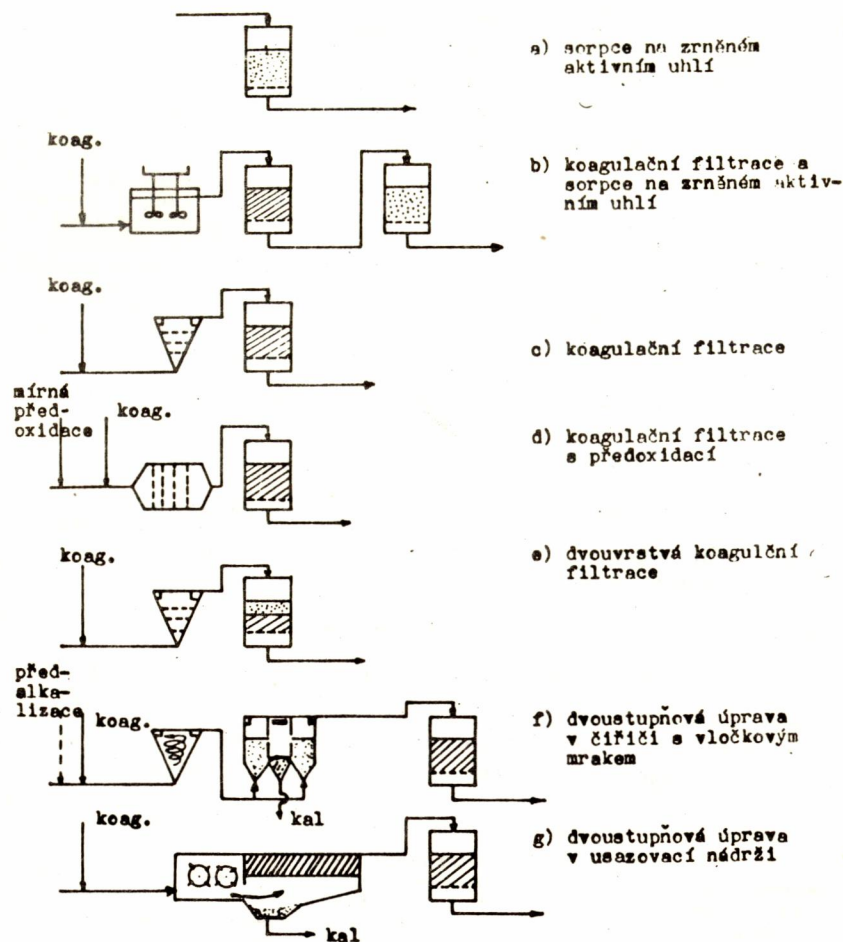 a) sorpce na zrněném
aktivním uhlí
koag.
b) koagulační filtrace a
sorpce na zrněném aktiv-
ním uhlí
koag.
c) koagulační filtrace
mírná
před-
oxidace
koag.
d) koagulační filtrace
s předoxidací
koag.
e) dvouvrstvá koagulční
filtrace
před-
alka-
lizace
koag.
f) dvoustupňová úprava
v čiřiči s vločkovým
mrakem
kal
koag.
g) dvoustupňová úprava
v usazovací nádrži
kal